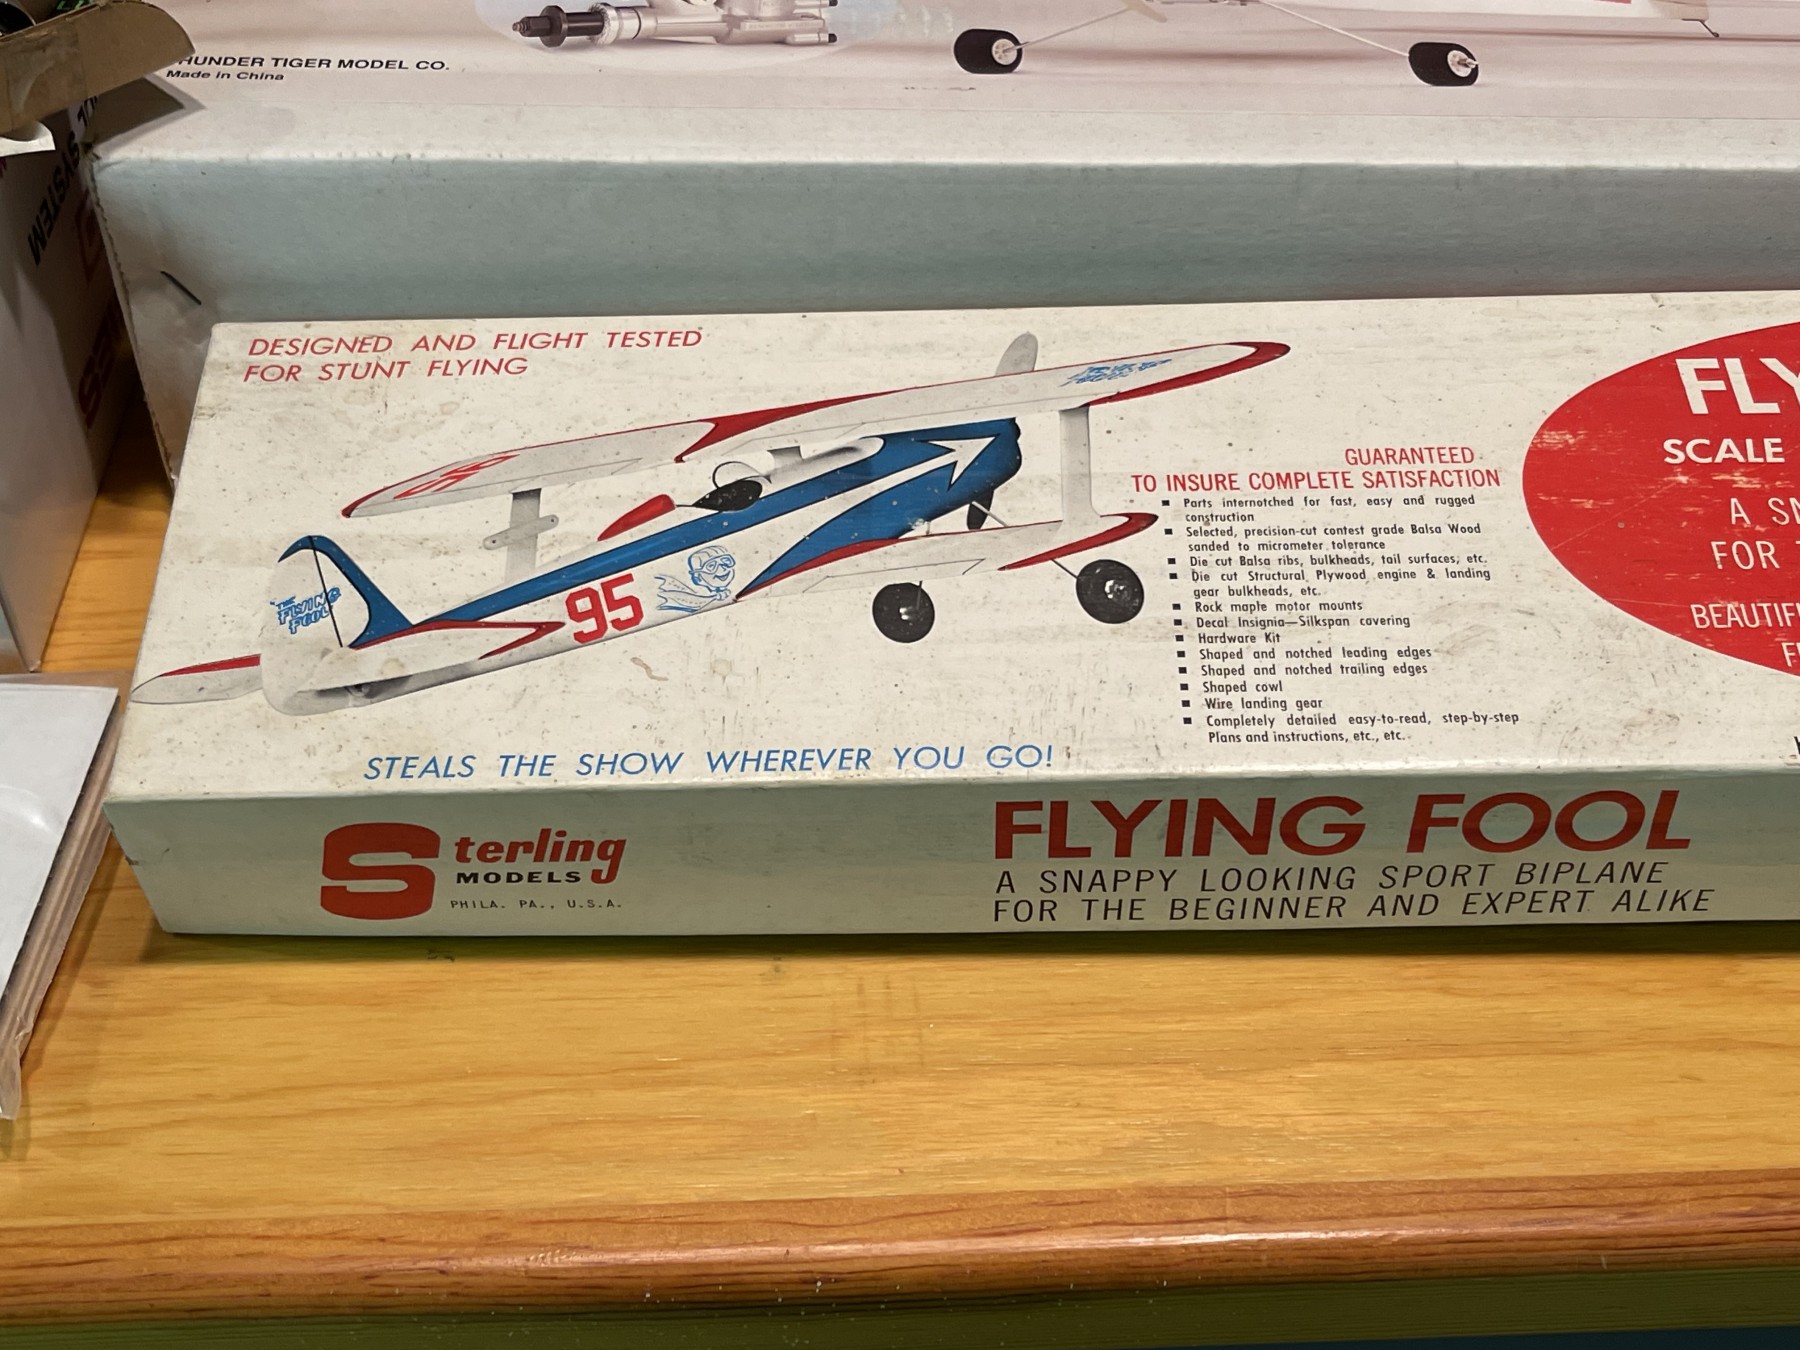 THUNDER TIGER MODEL CO.
Made in China
SYSTEM
DESIGNED AND FLIGHT TESTED
FOR STUNT FLYING
95
THE
FLYING
FOOL
95
STEALS THE SHOW WHEREVER YOU GO!
GUARANTEED
TO INSURE COMPLETE SATISFACTION
■ Parts internotched for fast, easy and rugged
construction
■ Selected, precision-cut contest grade Balsa Wood
sanded to micrometer tolerance
■ Die cut Balsa ribs, bulkheads, tail surfaces, etc.
■ Die cut Structural Plywood engine & landing
gear bulkheads, etc.
■ Rock maple motor mounts
■ Decal Insignia—Silkspan covering
■ Hardware Kit
■ Shaped and notched leading edges
■ Shaped and notched trailing edges
■ Shaped cowl
■ Wire landing gear
■ Completely detailed easy-to-read, step-by-step
Plans and instructions, etc., etc.
FLY
SCALE
A SN
FOR T
BEAUTIF
F
Sterling
MODELS
PHILA. PA., U.S.A.
FLYING FOOL
A SNAPPY LOOKING SPORT BIPLANE
FOR THE BEGINNER AND EXPERT ALIKE